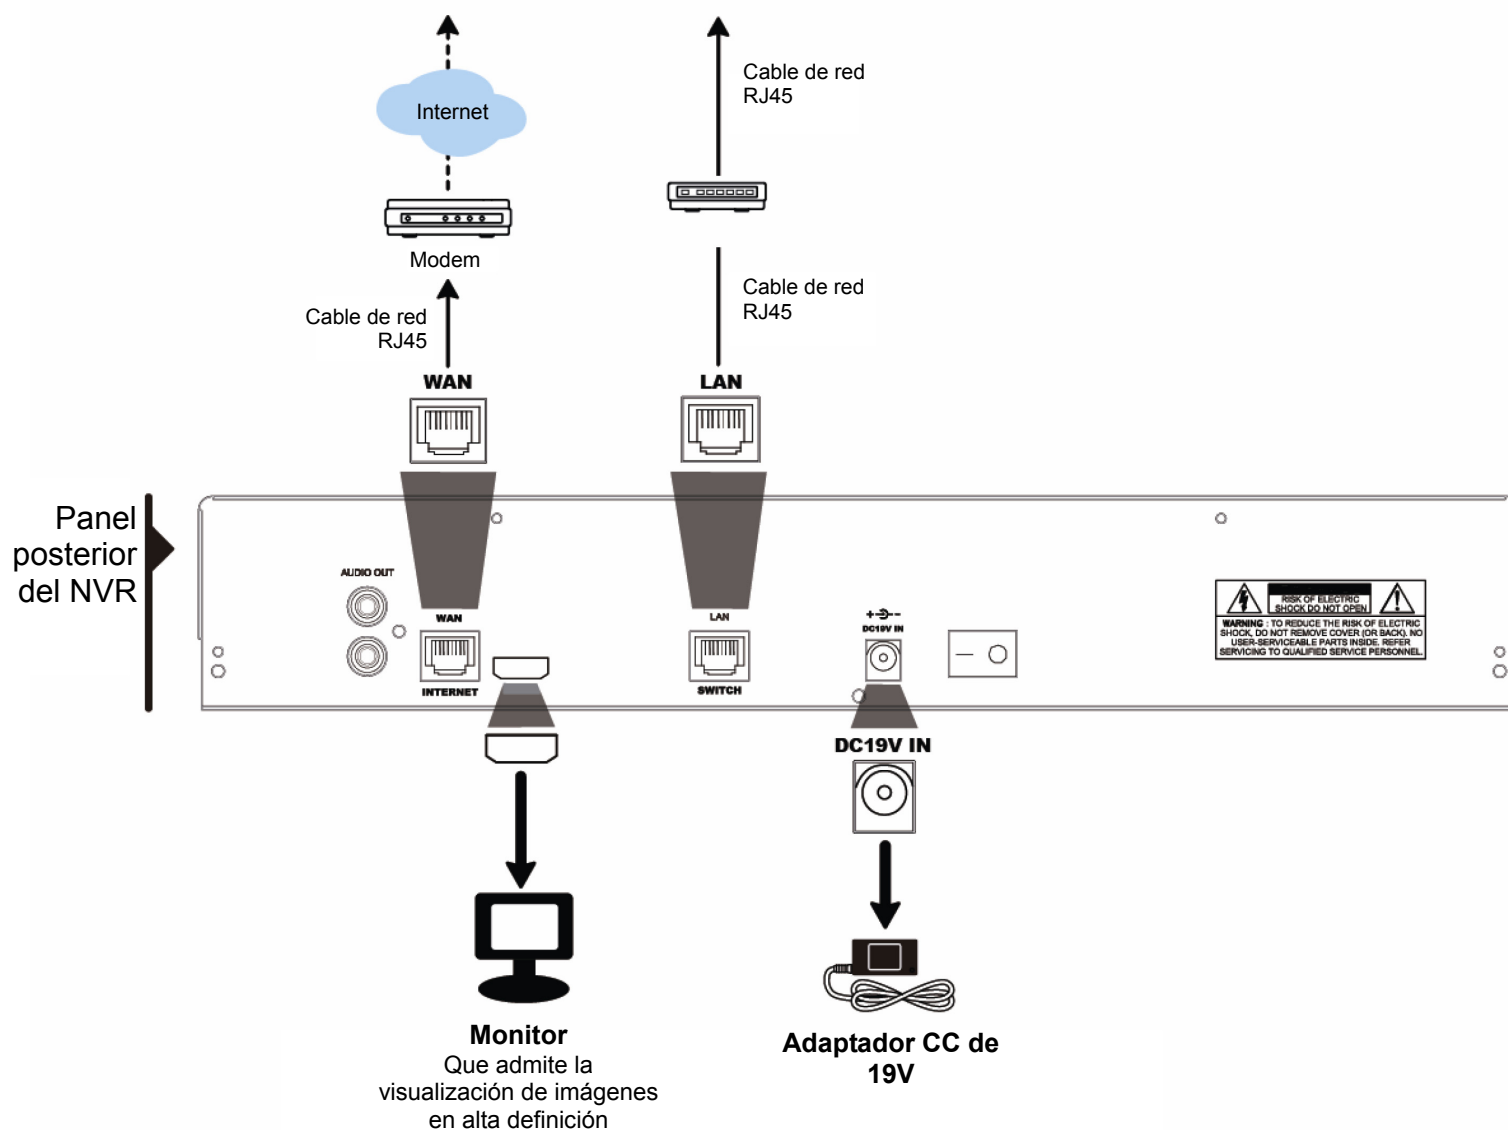 Internet
Cable de red
RJ45
Modem
Cable de red
RJ45
Cable de red
RJ45
WAN
LAN
Panel
posterior
del NVR
AUDIO OUT
WAN
INTERNET
LAN
SWITCH
DC19V IN
RISK OF ELECTRIC
SHOCK DO NOT OPEN
WARNING : TO REDUCE THE RISK OF ELECTRIC
SHOCK, DO NOT REMOVE COVER (OR BACK). NO
USER-SERVICEABLE PARTS INSIDE. REFER
SERVICING TO QUALIFIED SERVICE PERSONNEL.
DC19V IN
Monitor
Que admite la
visualización de imágenes
en alta definición
Adaptador CC de
19V